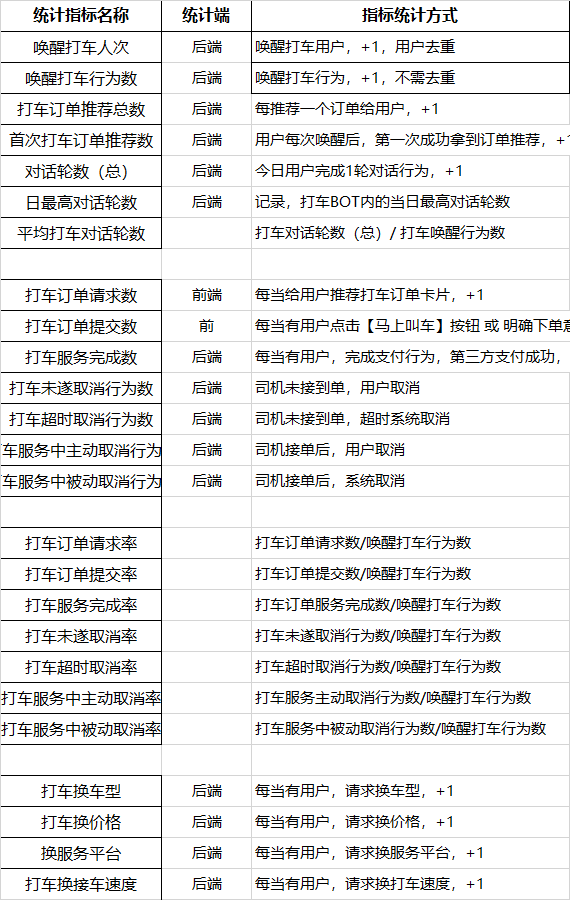 统计指标名称 统计端 指标统计方式
唤醒打车人次 后端 唤醒打车用户，+1，用户去重
唤醒打车行为数 后端 唤醒打车行为，+1，不需去重
打车订单推荐总数 后端 每推荐一个订单给用户，+1
首次打车订单推荐数 后端 用户每次唤醒后，第一次成功拿到订单推荐，+1
对话轮数（总） 后端 今日用户完成1轮对话行为，+1
日最高对话轮数 后端 记录，打车BOT内的当日最高对话轮数
平均打车对话轮数 打车对话轮数（总）/ 打车唤醒行为数
打车订单请求数 前端 每当给用户推荐打车订单卡片，+1
打车订单提交数 前 每当有用户点击【马上叫车】按钮 或 明确下单意
打车服务完成数 后端 每当有用户，完成支付行为，第三方支付成功，
打车未遂取消行为数 后端 司机未接到单，用户取消
打车超时取消行为数 后端 司机未接到单，超时系统取消
车服务中主动取消行为 后端 司机接单后，用户取消
车服务中被动取消行为 后端 司机接单后，系统取消
打车订单请求率 打车订单请求数/唤醒打车行为数
打车订单提交率 打车订单提交数/唤醒打车行为数
打车服务完成率 打车订单服务完成数/唤醒打车行为数
打车未遂取消率 打车未遂取消行为数/唤醒打车行为数
打车超时取消率 打车超时取消行为数/唤醒打车行为数
打车服务中主动取消率 打车服务主动取消行为数/唤醒打车行为数
打车服务中被动取消率 打车服务中被动取消行为数/唤醒打车行为数
打车换车型 后端 每当有用户，请求换车型，+1
打车换价格 后端 每当有用户，请求换价格，+1
换服务平台 后端 每当有用户，请求换服务平台，+1
打车换接车速度 后端 每当有用户，请求换打车速度，+1